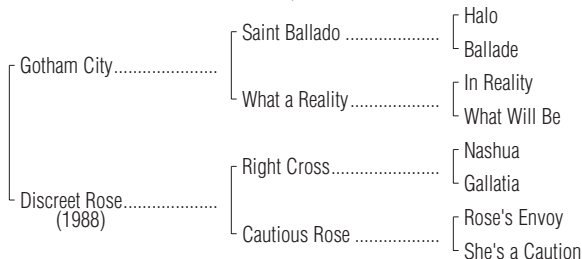 Halo
Saint Ballado ..................
Ballade
Gotham City....................
In Reality
What a Reality.................
What Will Be
Nashua
Right Cross.....................
Gallatia
Discreet Rose..................
(1988)
Rose's Envoy
Cautious Rose ................
She's a Caution